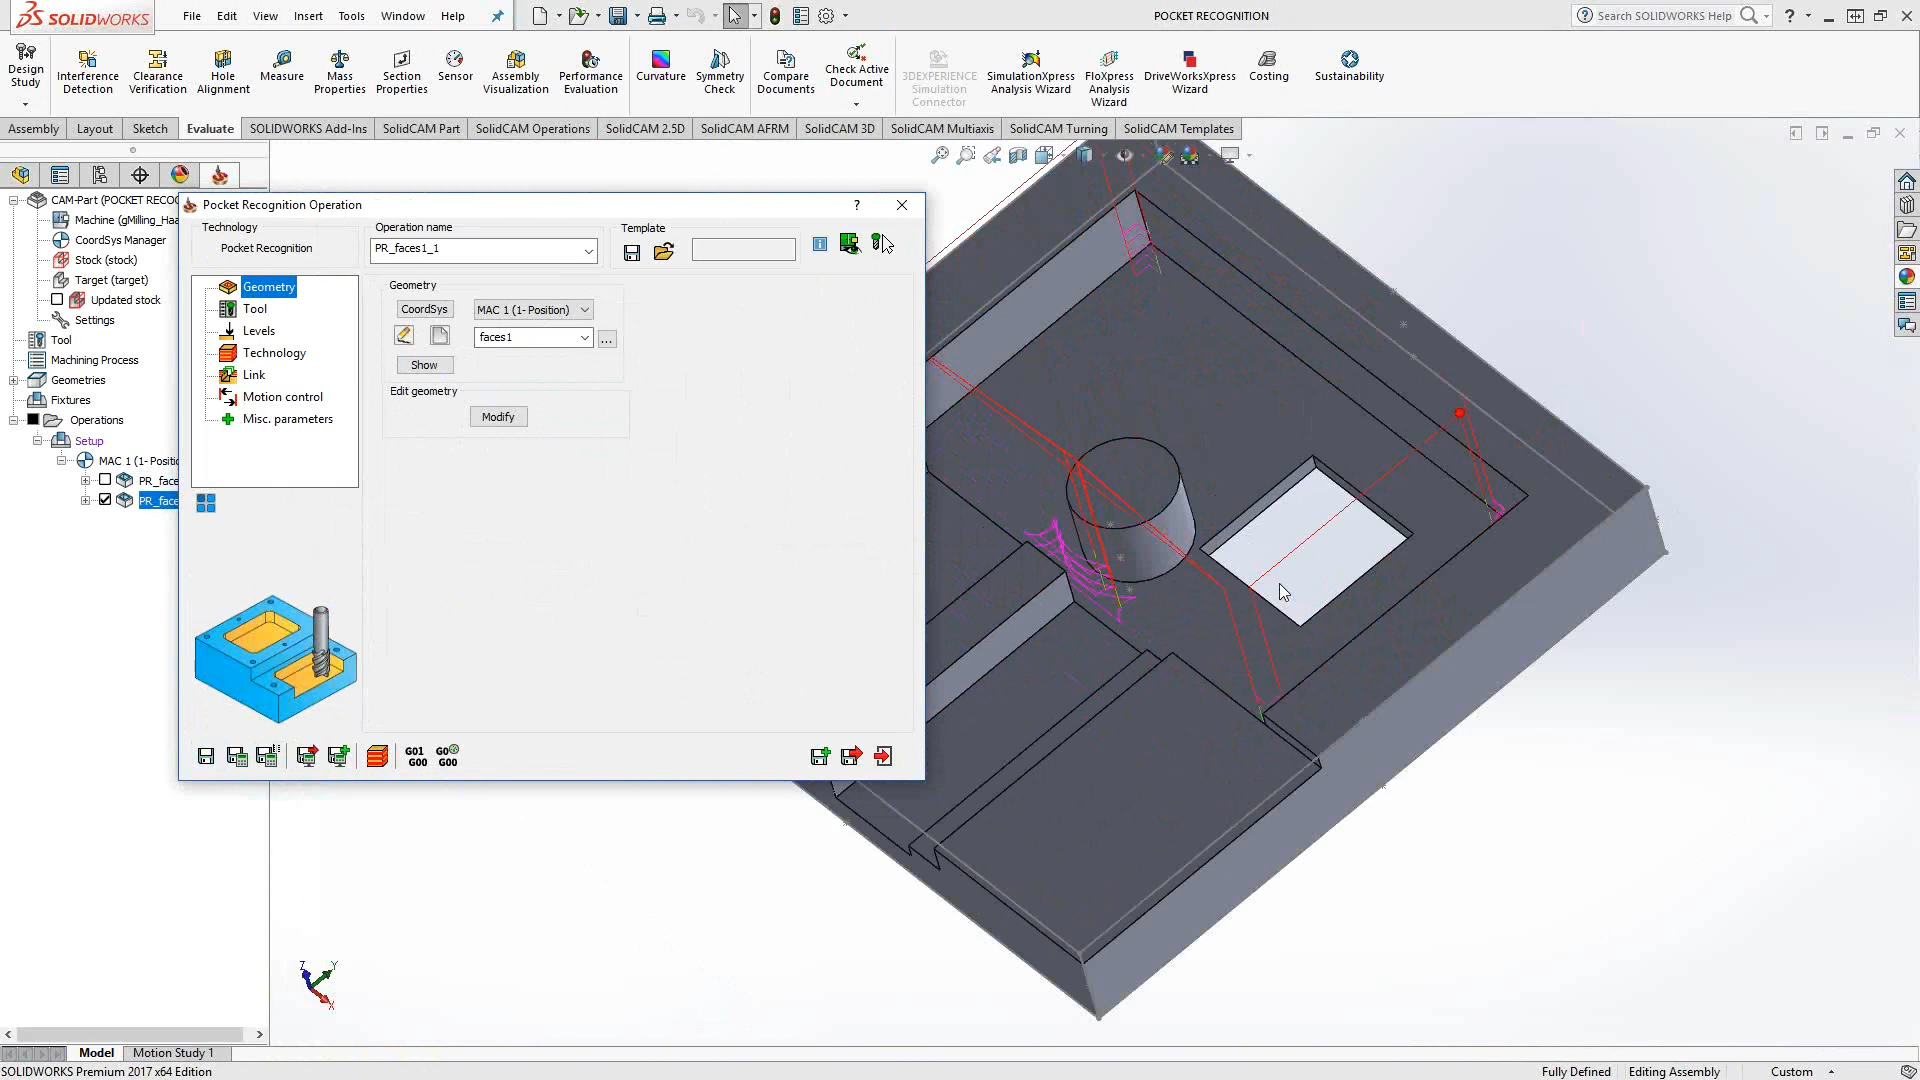 SOLIDWORKS
File Edit View Insert Tools Window Help
POCKET RECOGNITION
Search SOLIDWORKS Help
Design Study
Interference Detection
Clearance Verification
Hole Alignment
Measure
Mass Properties
Section Properties
Sensor
Assembly Visualization
Performance Evaluation
Curvature
Symmetry Check
Compare Documents
Check Active Document
3DEXPERIENCE Simulation Connector
SimulationXpress Analysis Wizard
FloXpress Analysis Wizard
DriveWorksXpress Wizard
Costing
Sustainability
Assembly Layout Sketch Evaluate SOLIDWORKS Add-Ins SolidCAM Part SolidCAM Operations SolidCAM 2.5D SolidCAM AFRM SolidCAM 3D SolidCAM Multiaxis SolidCAM Turning SolidCAM Templates
CAM-Part (POCKET RECOG
Machine (gMilling_Haa
CoordSys Manager
Stock (stock)
Target (target)
Updated stock
Settings
Tool
Machining Process
Geometries
Fixtures
Operations
Setup
MAC 1 (1- Positic
PR_face
PR_face
Pocket Recognition Operation
?
Technology
Pocket Recognition
Operation name
PR_faces1_1
Template
Geometry
Tool
Levels
Technology
Link
Motion control
Misc. parameters
Geometry
CoordSys
MAC 1 (1- Position)
faces1
...
Show
Edit geometry
Modify
G01
G00
G0
G00
Z Y X
Model Motion Study 1
SOLIDWORKS Premium 2017 x64 Edition
Fully Defined Editing Assembly Custom